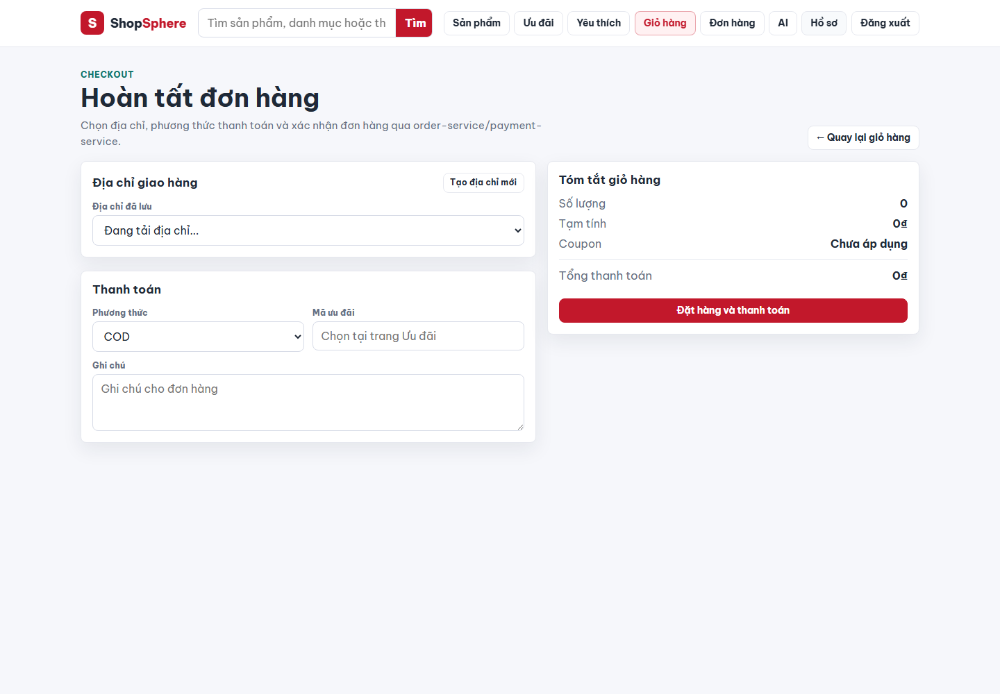 S ShopSphere
Tìm sản phẩm, danh mục hoặc th
Tìm
Sản phẩm
Ưu đãi
Yêu thích
Giỏ hàng
Đơn hàng
AI
Hồ sơ
Đăng xuất
CHECKOUT
Hoàn tất đơn hàng
Chọn địa chỉ, phương thức thanh toán và xác nhận đơn hàng qua order-service/payment-
service.
← Quay lại giỏ hàng
Địa chỉ giao hàng
Tạo địa chỉ mới
Địa chỉ đã lưu
Đang tải địa chỉ...
Thanh toán
Phương thức
Mã ưu đãi
COD
Chọn tại trang Ưu đãi
Ghi chú
Ghi chú cho đơn hàng
Tóm tắt giỏ hàng
Số lượng 0
Tạm tính 0₫
Coupon Chưa áp dụng
Tổng thanh toán 0₫
Đặt hàng và thanh toán